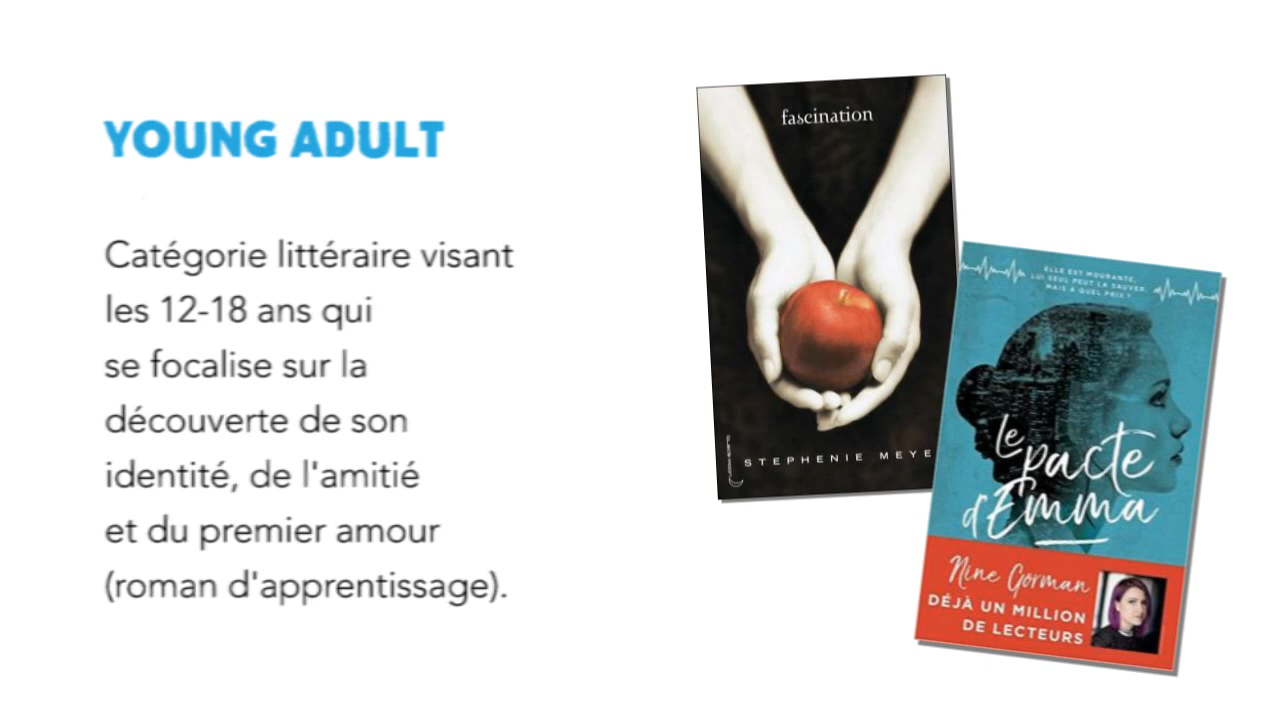 YOUNG ADULT
Catégorie littéraire visant
les 12-18 ans qui
se focalise sur la
découverte de son
identité, de l'amitié
et du premier amour
(roman d'apprentissage).
fascination
STEPHENIE MEYE
ELLE EST MOURANTE,
LUI SEUL PEUT LA SAUVER.
MAIS À QUEL PRIX ?
Le
pacte
d'Emma
Nine Gorman
DÉJÀ UN MILLION
DE LECTEURS